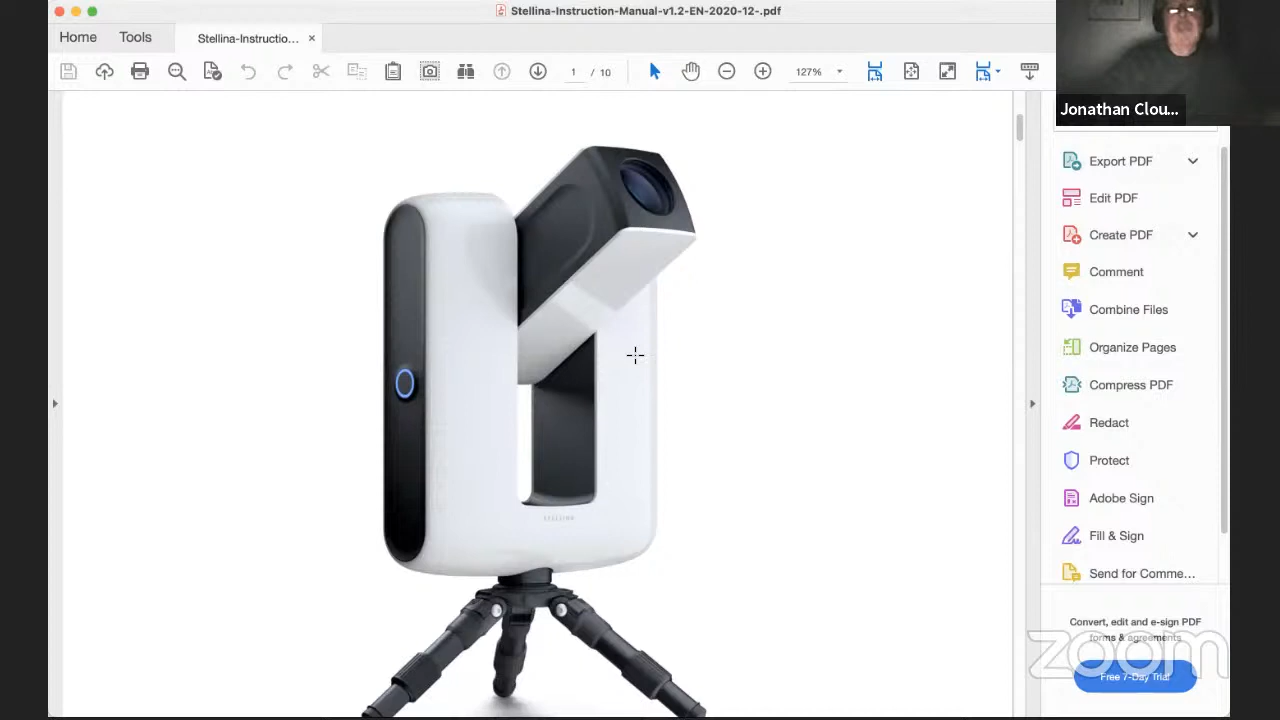 Stellina-Instruction-Manual-v1.2-EN-2020-12-.pdf
Home
Tools
Stellina-Instructio...
1 / 10
127%
Jonathan Clou...
Export PDF
Edit PDF
Create PDF
Comment
Combine Files
Organize Pages
Compress PDF
Redact
Protect
Adobe Sign
Fill & Sign
Send for Comme...
STELLINA
Convert, edit and e-sign PDF
forms & agreements
Free 7-Day Trial
zoom